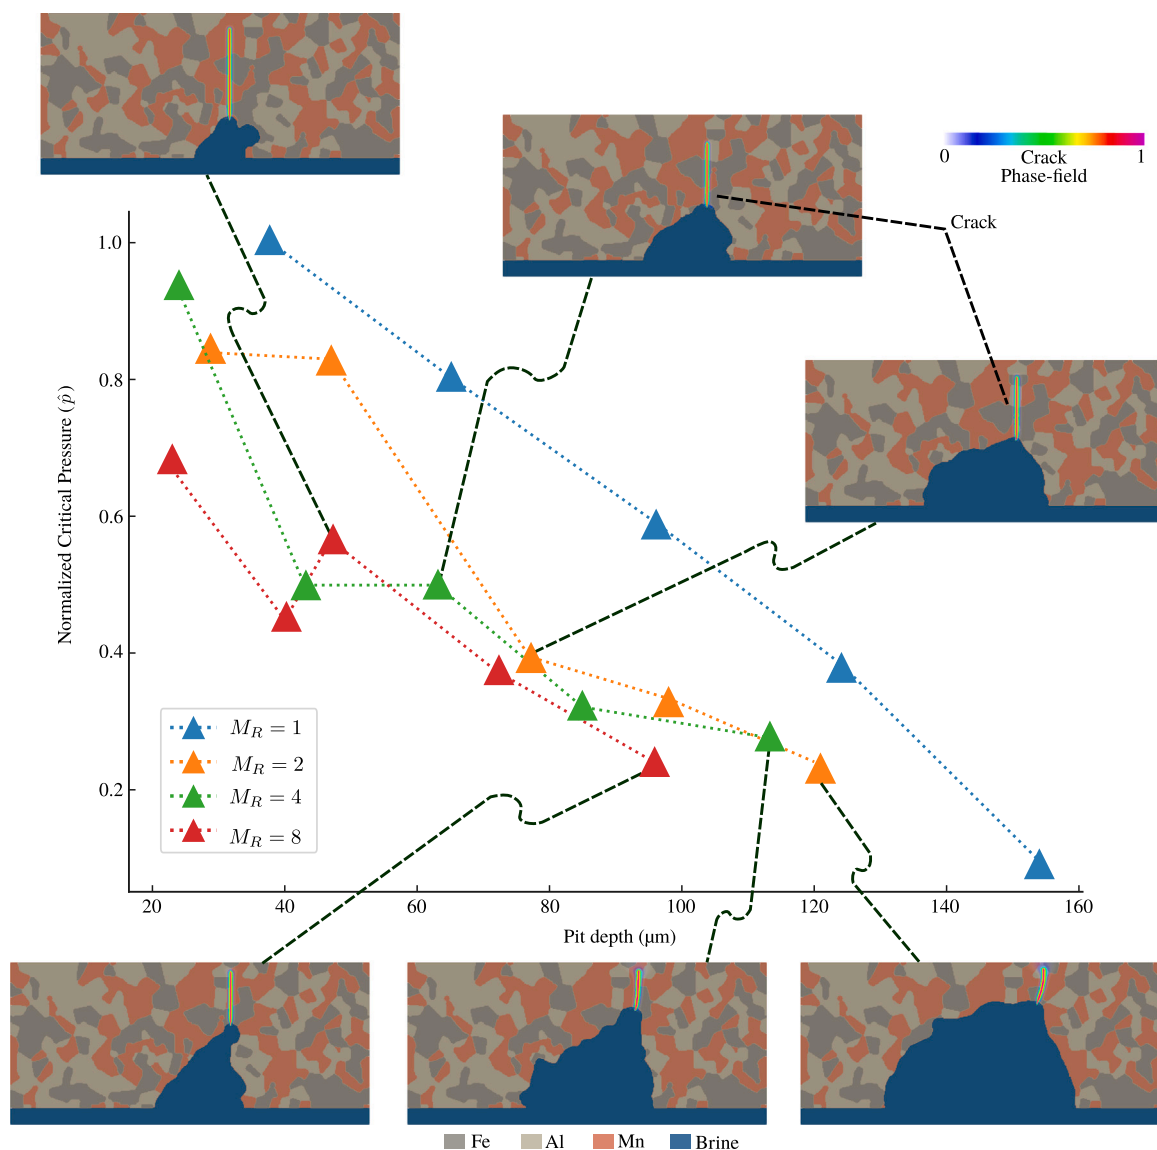 0
1
Crack
Phase-field
Crack
Normalized Critical Pressure (p̂)
1.0
0.8
0.6
0.4
0.2
M_R = 1
M_R = 2
M_R = 4
M_R = 8
20 40 60 80 100 120 140 160
Pit depth (μm)
Fe Al Mn Brine